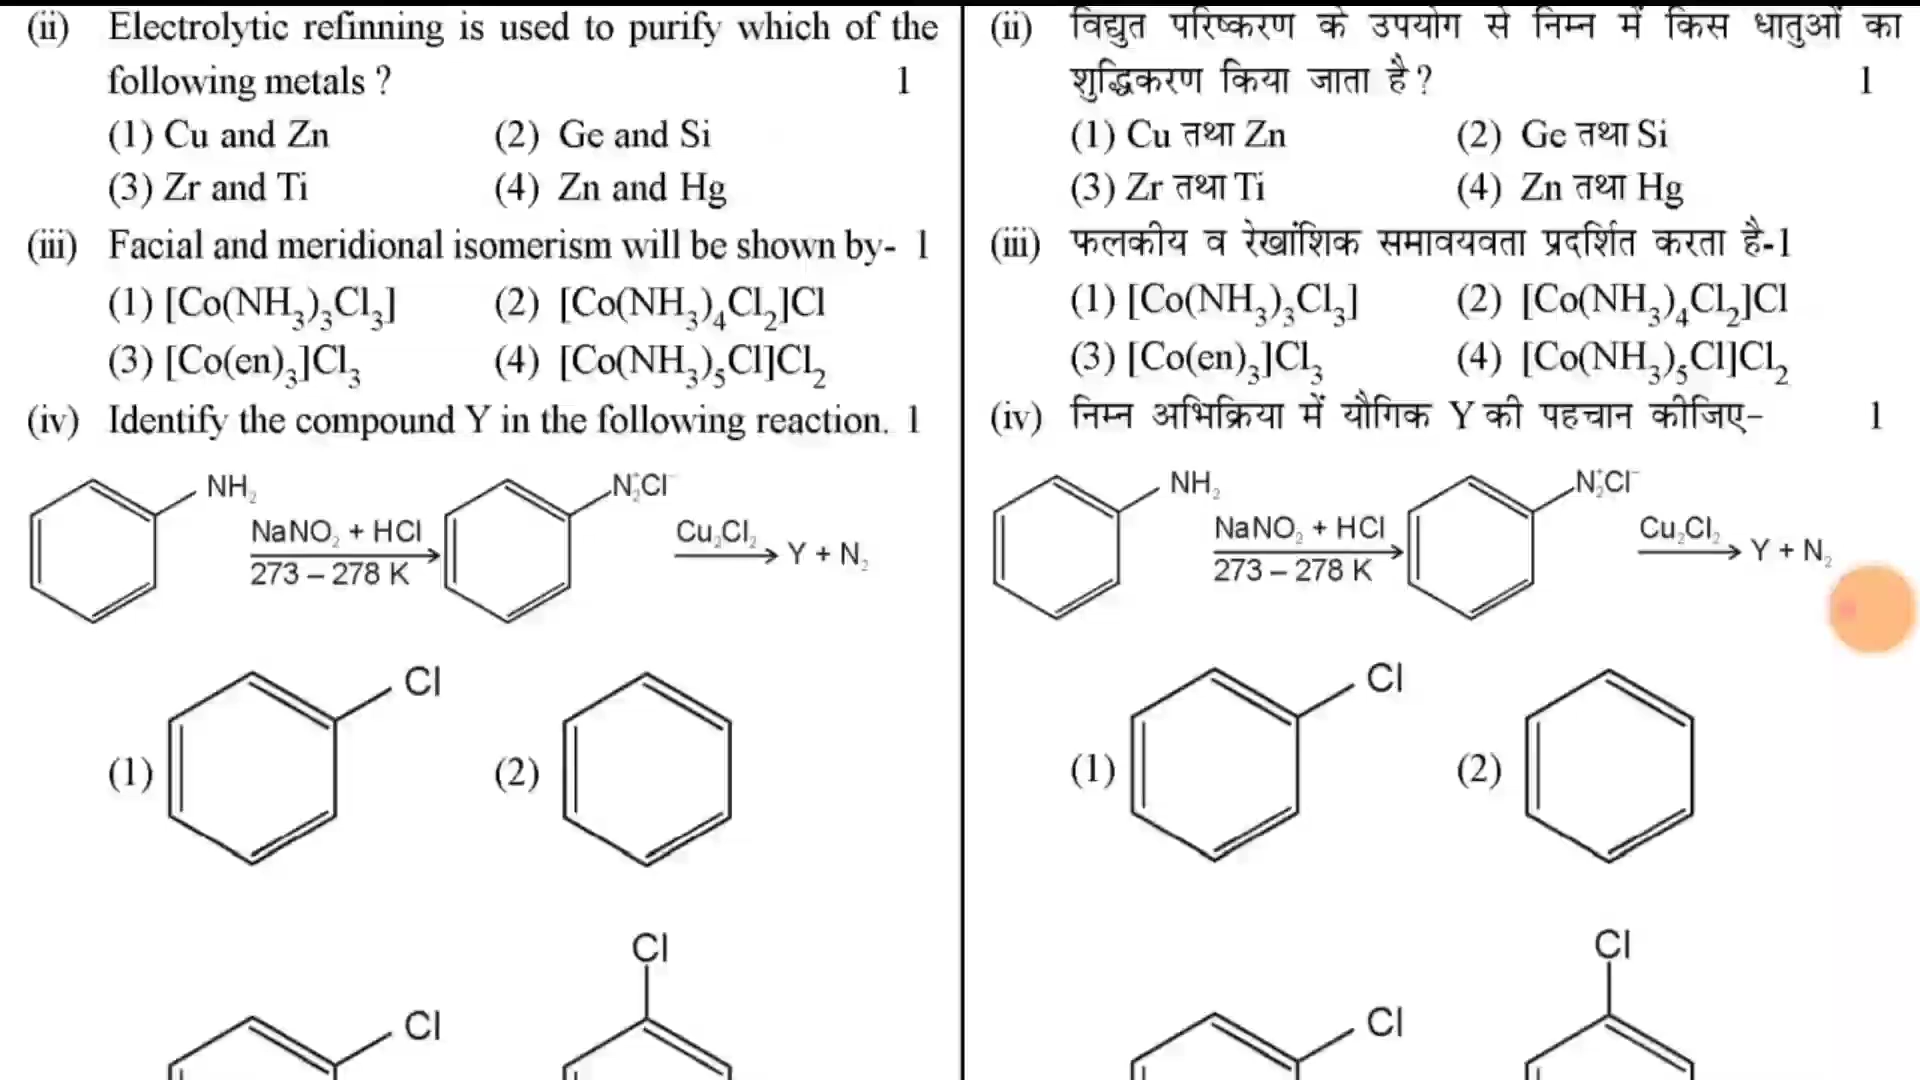 (ii) Electrolytic refinning is used to purify which of the
following metals ? 1
(1) Cu and Zn (2) Ge and Si
(3) Zr and Ti (4) Zn and Hg
(iii) Facial and meridional isomerism will be shown by- 1
(1) [Co(NH₃)₃Cl₃] (2) [Co(NH₃)₄Cl₂]Cl
(3) [Co(en)₃]Cl₃ (4) [Co(NH₃)₅Cl]Cl₂
(iv) Identify the compound Y in the following reaction. 1
NH₂
NaNO₂ + HCl
273 – 278 K
N₂⁺Cl⁻
Cu₂Cl₂
Y + N₂
(1) Cl (2)
Cl
Cl
(ii) विद्युत परिष्करण के उपयोग से निम्न में किस धातुओं का
शुद्धिकरण किया जाता है ? 1
(1) Cu तथा Zn (2) Ge तथा Si
(3) Zr तथा Ti (4) Zn तथा Hg
(iii) फलकीय व रेखांशिक समावयवता प्रदर्शित करता है-1
(1) [Co(NH₃)₃Cl₃] (2) [Co(NH₃)₄Cl₂]Cl
(3) [Co(en)₃]Cl₃ (4) [Co(NH₃)₅Cl]Cl₂
(iv) निम्न अभिक्रिया में यौगिक Y की पहचान कीजिए– 1
NH₂
NaNO₂ + HCl
273 – 278 K
N₂⁺Cl⁻
Cu₂Cl₂
Y + N₂
(1) Cl (2)
Cl
Cl